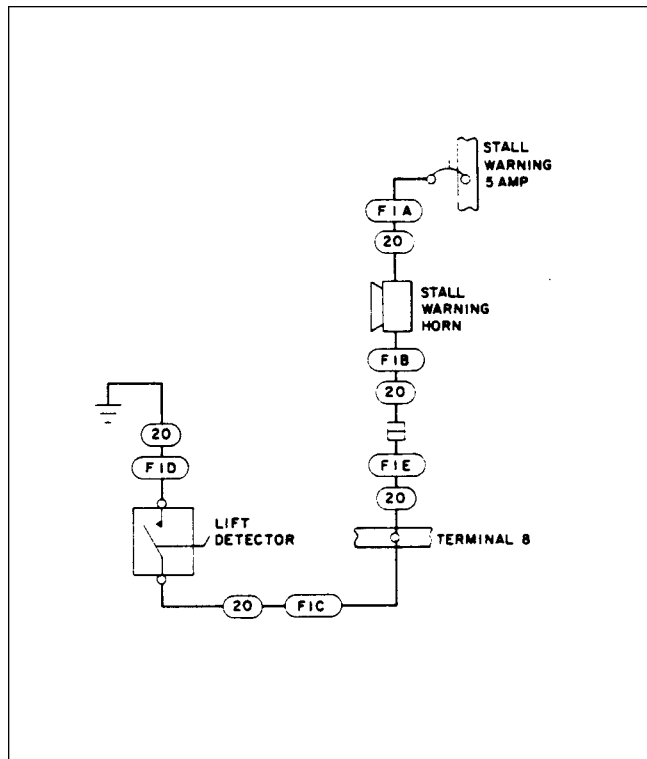 STALL
WARNING
5 AMP
F1A
20
STALL
WARNING
HORN
F1B
20
20
F1E
F1D
20
LIFT
DETECTOR
TERMINAL 8
20
F1C